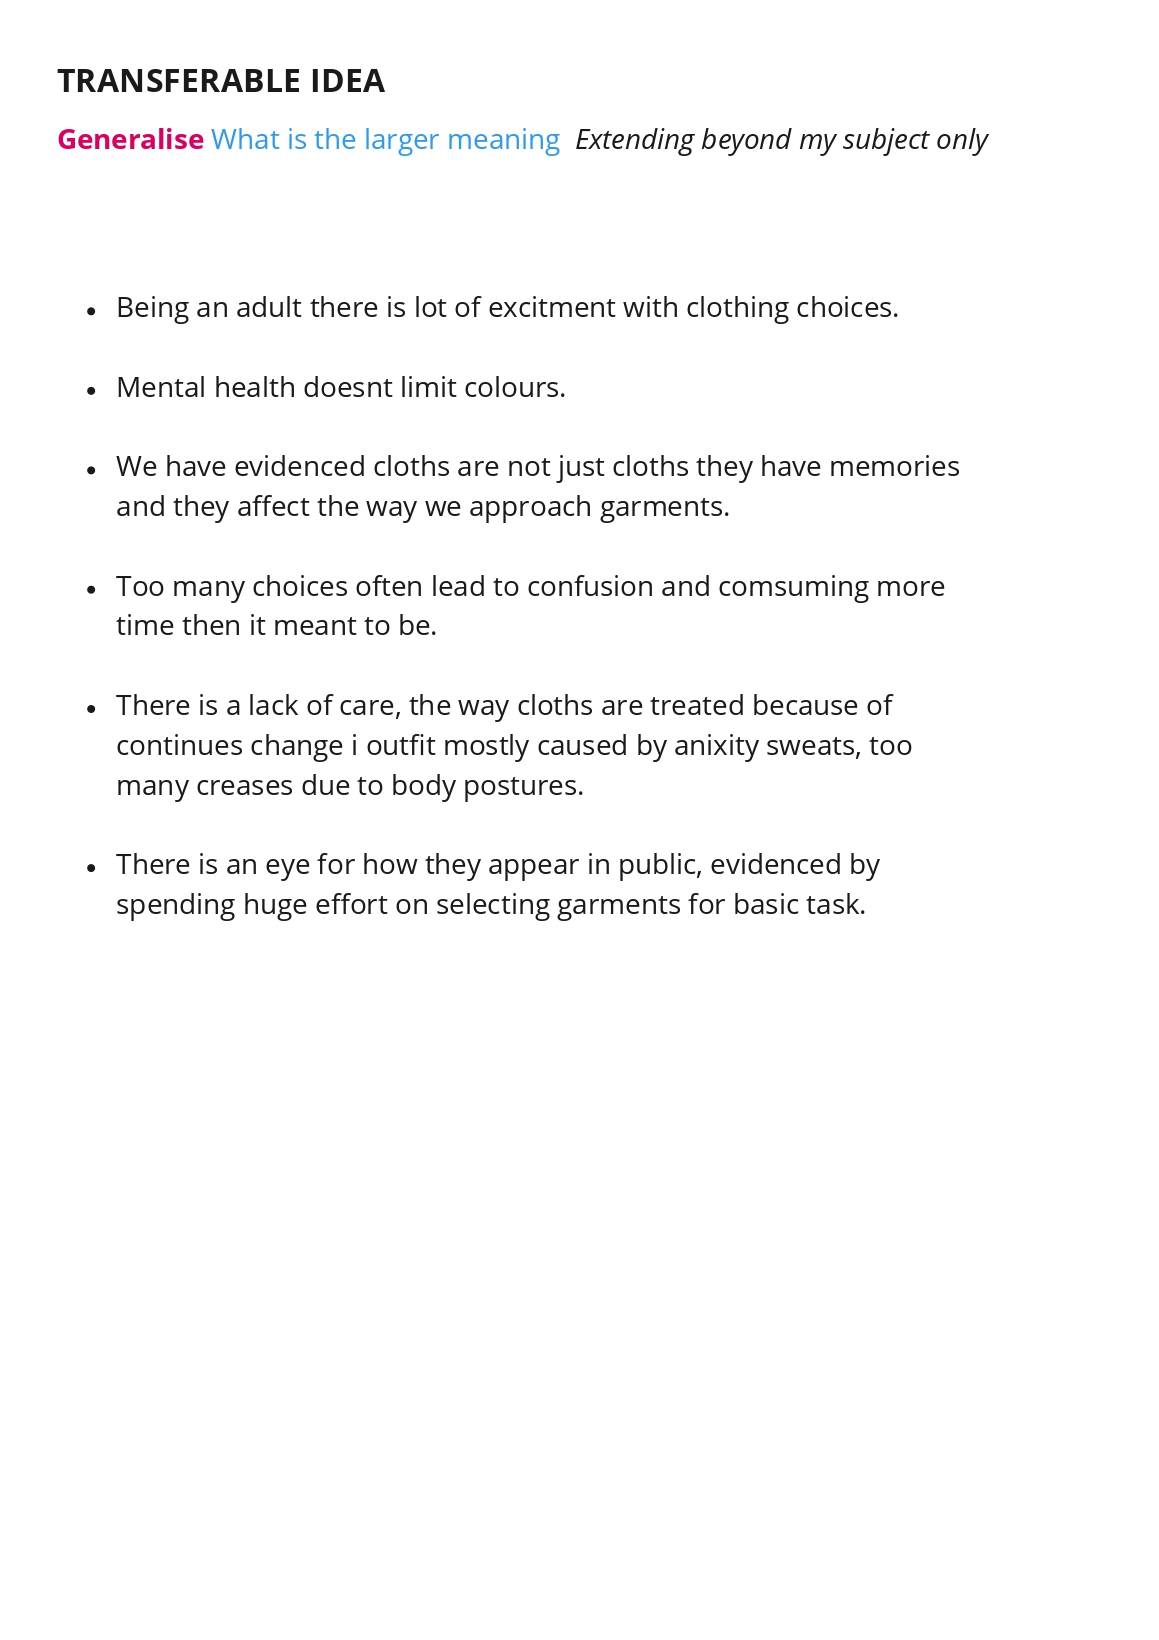 TRANSFERABLE IDEA
Generalise What is the larger meaning Extending beyond my subject only
• Being an adult there is lot of excitment with clothing choices.
• Mental health doesnt limit colours.
• We have evidenced cloths are not just cloths they have memories
and they affect the way we approach garments.
• Too many choices often lead to confusion and comsuming more
time then it meant to be.
• There is a lack of care, the way cloths are treated because of
continues change i outfit mostly caused by anixity sweats, too
many creases due to body postures.
• There is an eye for how they appear in public, evidenced by
spending huge effort on selecting garments for basic task.